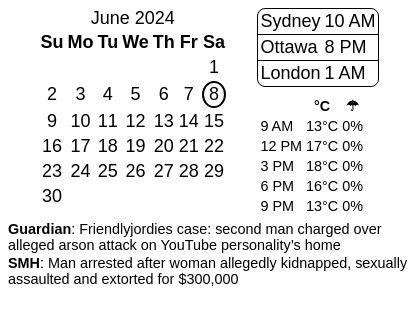 June 2024
Su Mo Tu We Th Fr Sa
1
2 3 4 5 6 7 8
9 10 11 12 13 14 15
16 17 18 19 20 21 22
23 24 25 26 27 28 29
30
Sydney 10 AM
Ottawa 8 PM
London 1 AM
°C ☂
9 AM 13°C 0%
12 PM 17°C 0%
3 PM 18°C 0%
6 PM 16°C 0%
9 PM 13°C 0%
Guardian: Friendlyjordies case: second man charged over
alleged arson attack on YouTube personality's home
SMH: Man arrested after woman allegedly kidnapped, sexually
assaulted and extorted for $300,000